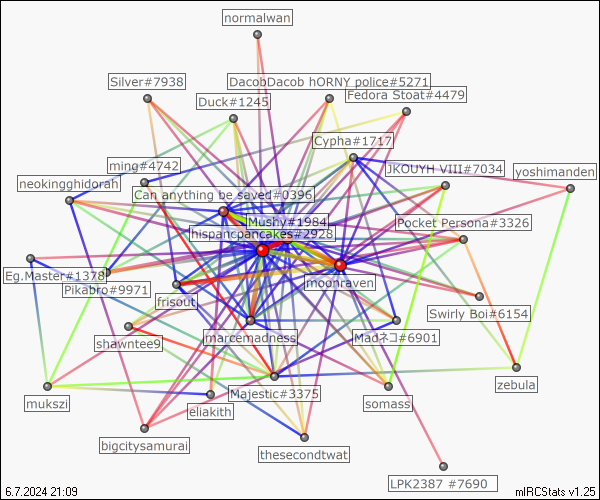 normalwan
Silver#7938
DacobDacob hORNY police#5271
Fedora Stoat#4479
Duck#1245
Cypha#1717
ming#4742
JKOUYH VIII#7034
yoshimanden
neokingghidorah
Can anything be saved#0396
Mushy#1984
Pocket Persona#3326
hispancpancakes#2928
Eg.Master#1378
Pikabro#9971
moonraven
frisout
Swirly Boi#6154
marcemadness
Madネコ#6901
shawntee9
mukszi
Majestic#3375
somass
zebula
eliakith
bigcitysamurai
thesecondtwat
LPK2387 #7690
6.7.2024 21:09
mIRCStats v1.25